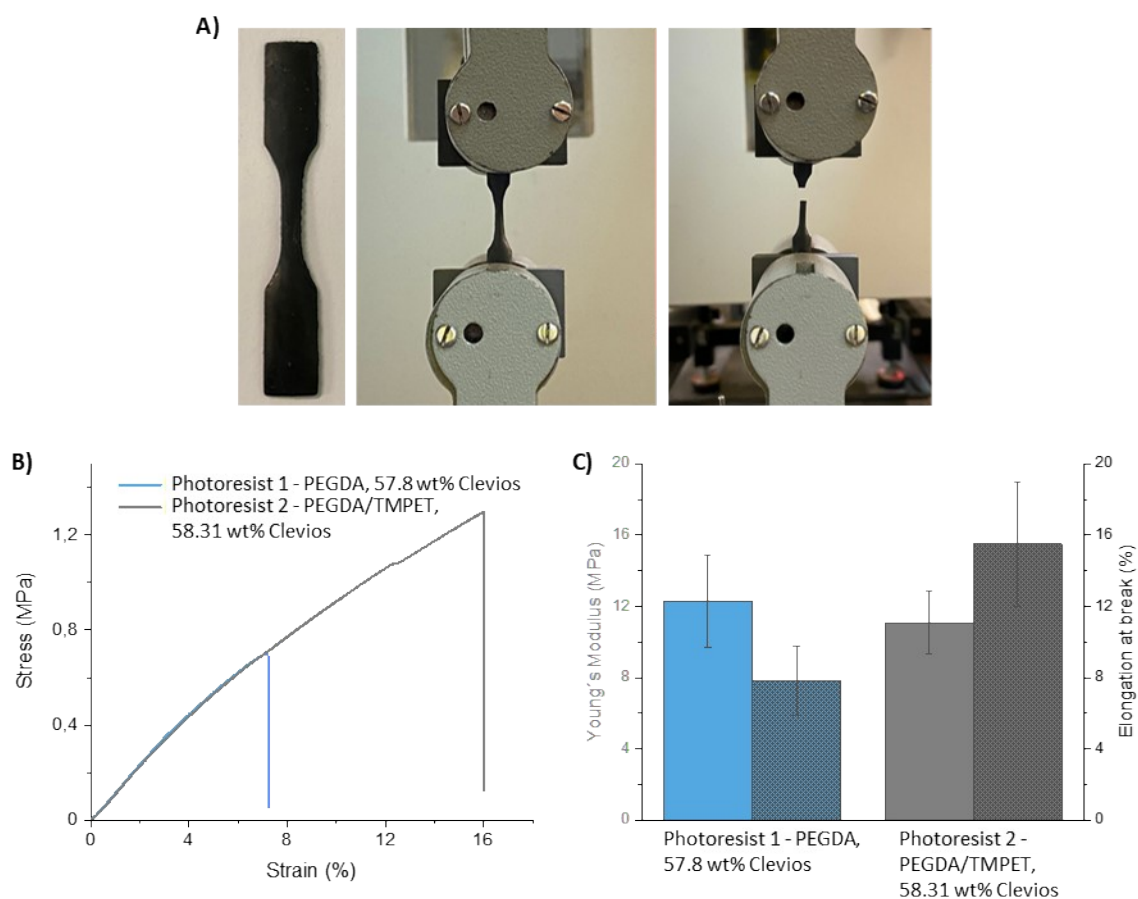 A)
B)
Photoresist 1 - PEGDA, 57.8 wt% Clevios
Photoresist 2 - PEGDA/TMPET,
58.31 wt% Clevios
Stress (MPa)
1,2
0,8
0,4
0
0
4
8
12
16
Strain (%)
C)
Young´s Modulus (MPa)
20
16
12
8
4
0
20
16
12
8
4
0
Elongation at break (%)
Photoresist 1 - PEGDA,
57.8 wt% Clevios
Photoresist 2 -
PEGDA/TMPET,
58.31 wt% Clevios